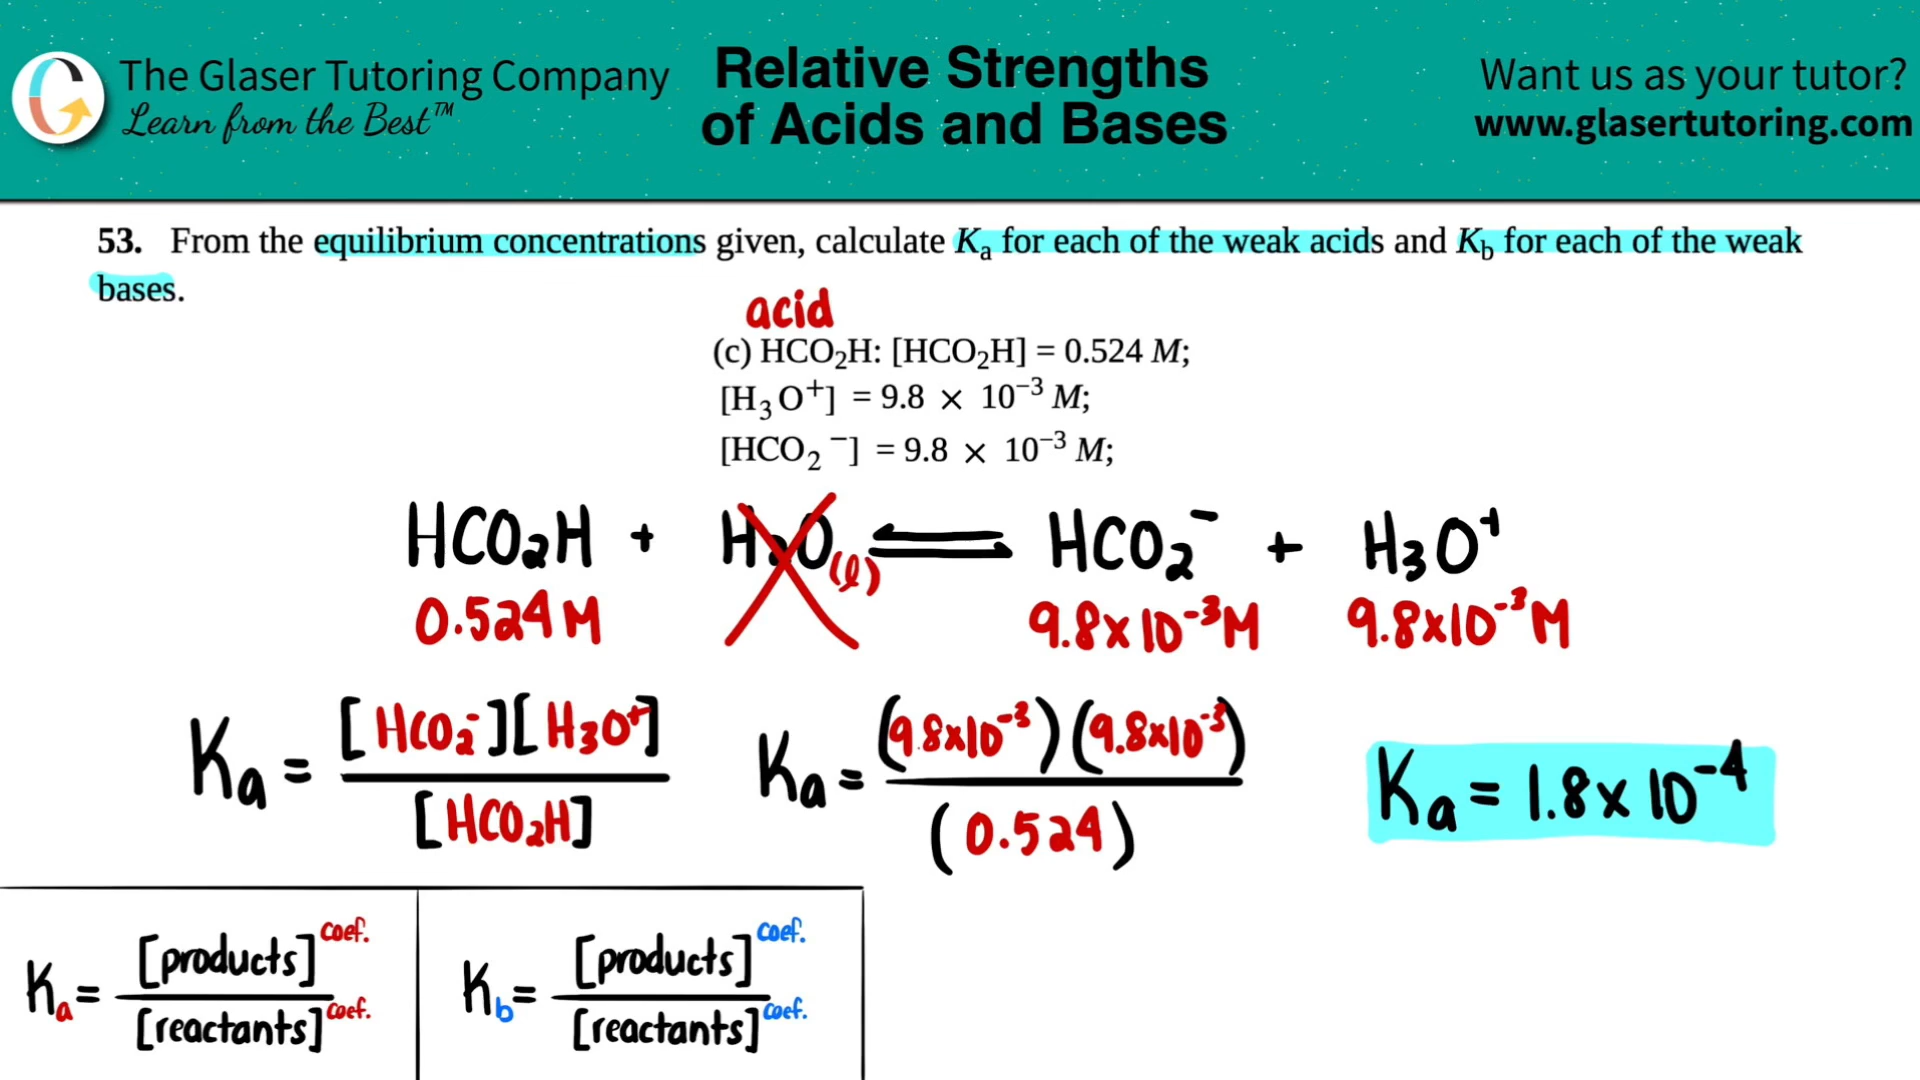 The Glaser Tutoring Company
Learn from the Best™
Relative Strengths
of Acids and Bases
Want us as your tutor?
www.glasertutoring.com
53. From the equilibrium concentrations given, calculate Kₐ for each of the weak acids and K_b for each of the weak
bases.
acid
(c) HCO₂H: [HCO₂H] = 0.524 M;
[H₃O⁺] = 9.8 × 10⁻³ M;
[HCO₂⁻] = 9.8 × 10⁻³ M;
HCO₂H + H₂O(l) ⇌ HCO₂⁻ + H₃O⁺
0.524 M 9.8x10⁻³M 9.8x10⁻³M
Kₐ = [HCO₂⁻][H₃O⁺] / [HCO₂H]
Kₐ = (9.8x10⁻³)(9.8x10⁻³) / (0.524)
Kₐ = 1.8x10⁻⁴
Kₐ = [products]^coef. / [reactants]^coef.
K_b = [products]^coef. / [reactants]^coef.